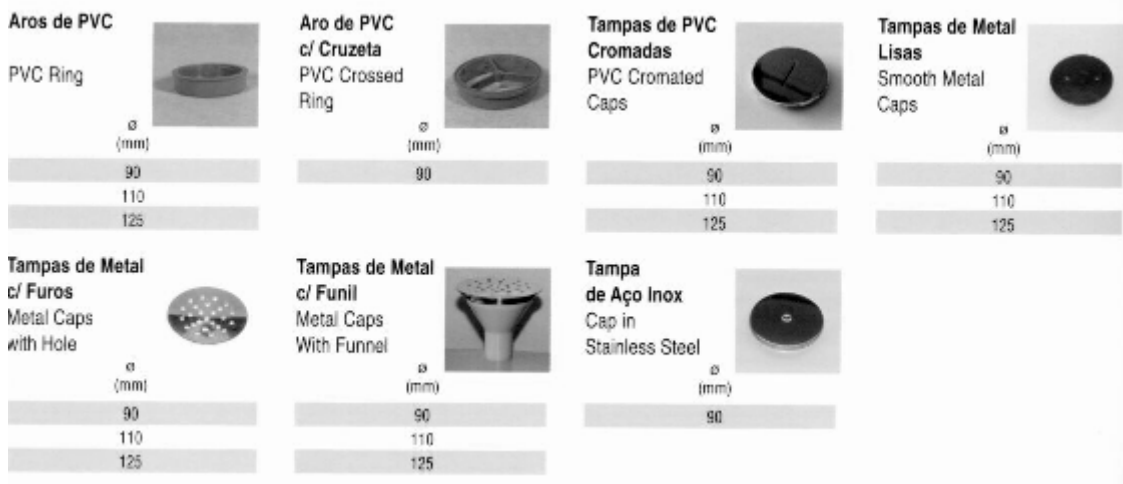 Aros de PVC
PVC Ring
ø
(mm)
90
110
125
Aro de PVC
c/ Cruzeta
PVC Crossed
Ring
ø
(mm)
90
Tampas de PVC
Cromadas
PVC Cromated
Caps
ø
(mm)
90
110
125
Tampas de Metal
Lisas
Smooth Metal
Caps
ø
(mm)
90
110
125
Tampas de Metal
c/ Furos
Metal Caps
with Hole
ø
(mm)
90
110
125
Tampas de Metal
c/ Funil
Metal Caps
With Funnel
ø
(mm)
90
110
125
Tampa
de Aço Inox
Cap in
Stainless Steel
ø
(mm)
90